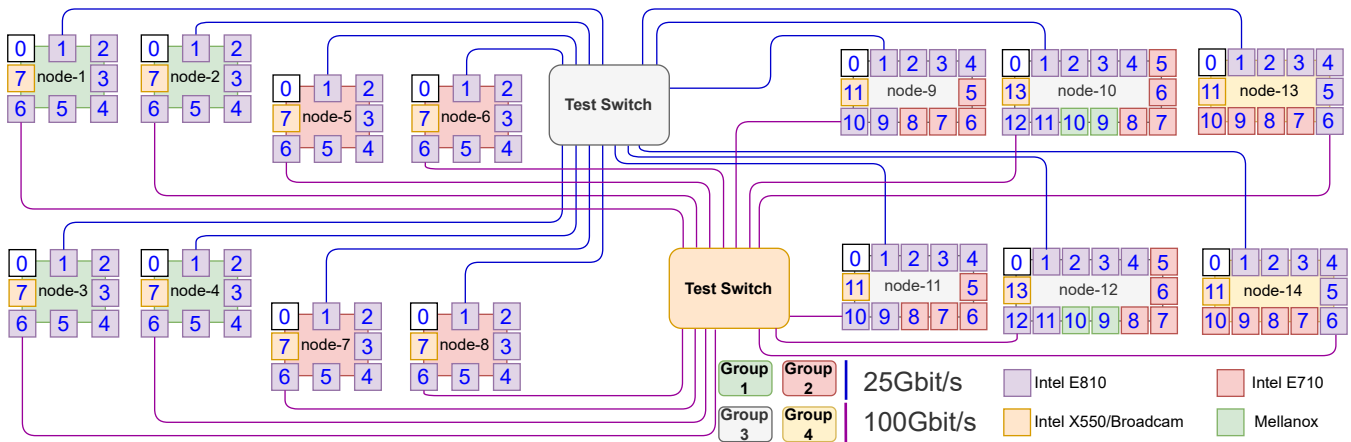 0 1 2
7 node-1 3
6 5 4
0 1 2
7 node-2 3
6 5 4
0 1 2
7 node-5 3
6 5 4
0 1 2
7 node-6 3
6 5 4
Test Switch
0 1 2 3 4
11 node-9 5
10 9 8 7 6
0 1 2 3 4 5
13 node-10 6
12 11 10 9 8 7
0 1 2 3 4
11 node-13 5
10 9 8 7 6
0 1 2
7 node-3 3
6 5 4
0 1 2
7 node-4 3
6 5 4
0 1 2
7 node-7 3
6 5 4
0 1 2
7 node-8 3
6 5 4
Test Switch
0 1 2 3 4
11 node-11 5
10 9 8 7 6
0 1 2 3 4 5
13 node-12 6
12 11 10 9 8 7
0 1 2 3 4
11 node-14 5
10 9 8 7 6
Group
1
Group
2
25Gbit/s
Intel E810
Intel E710
Group
3
Group
4
100Gbit/s
Intel X550/Broadcam
Mellanox